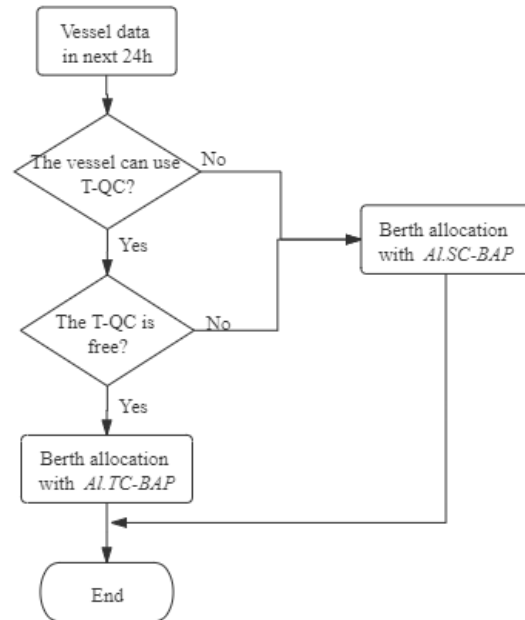 Vessel data
in next 24h
The vessel can use
T-QC?
No
Yes
Berth allocation
with Al.SC-BAP
The T-QC is
free?
No
Yes
Berth allocation
with Al.TC-BAP
End